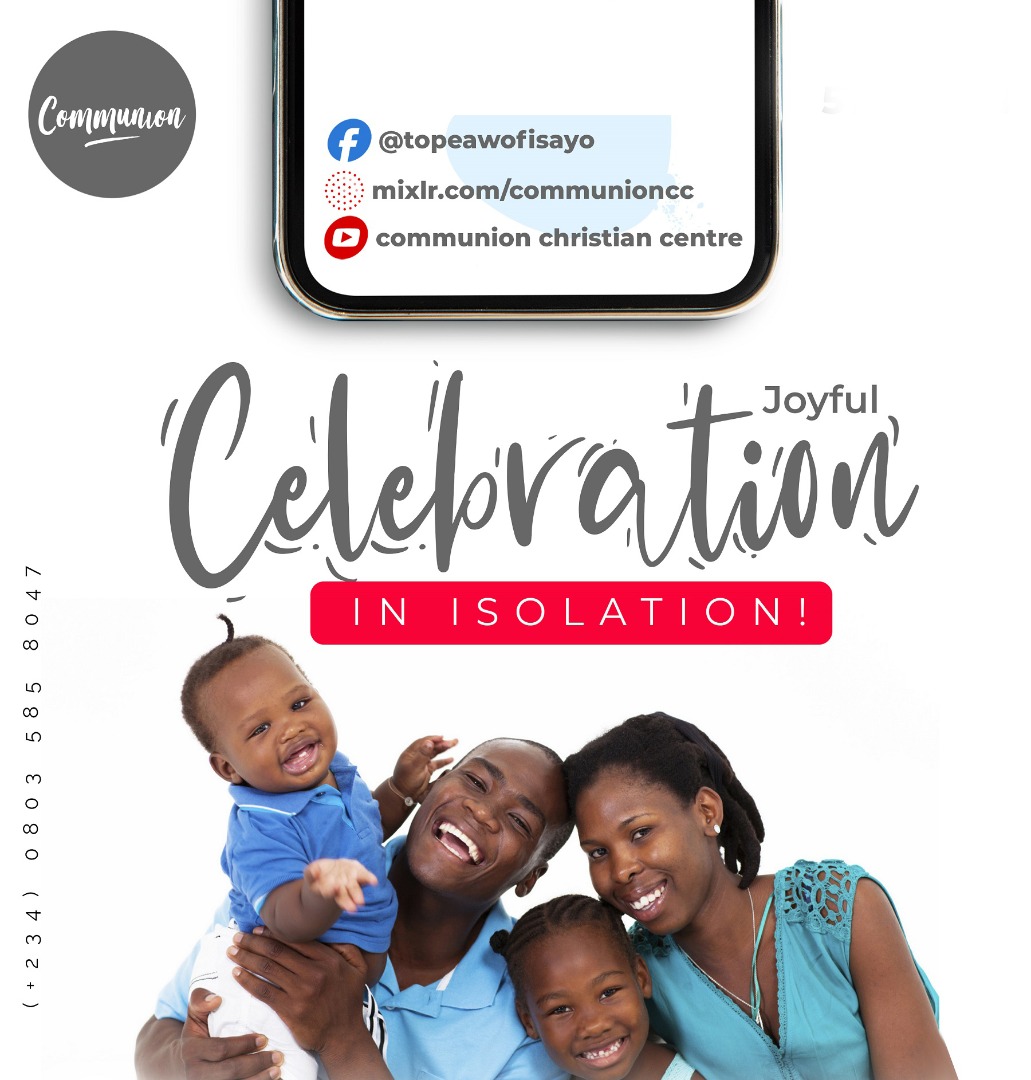 Communion
@topeawofisayo
mixlr.com/communioncc
communion christian centre
Joyful
Celebration
IN ISOLATION!
(+234) 0803 585 8047